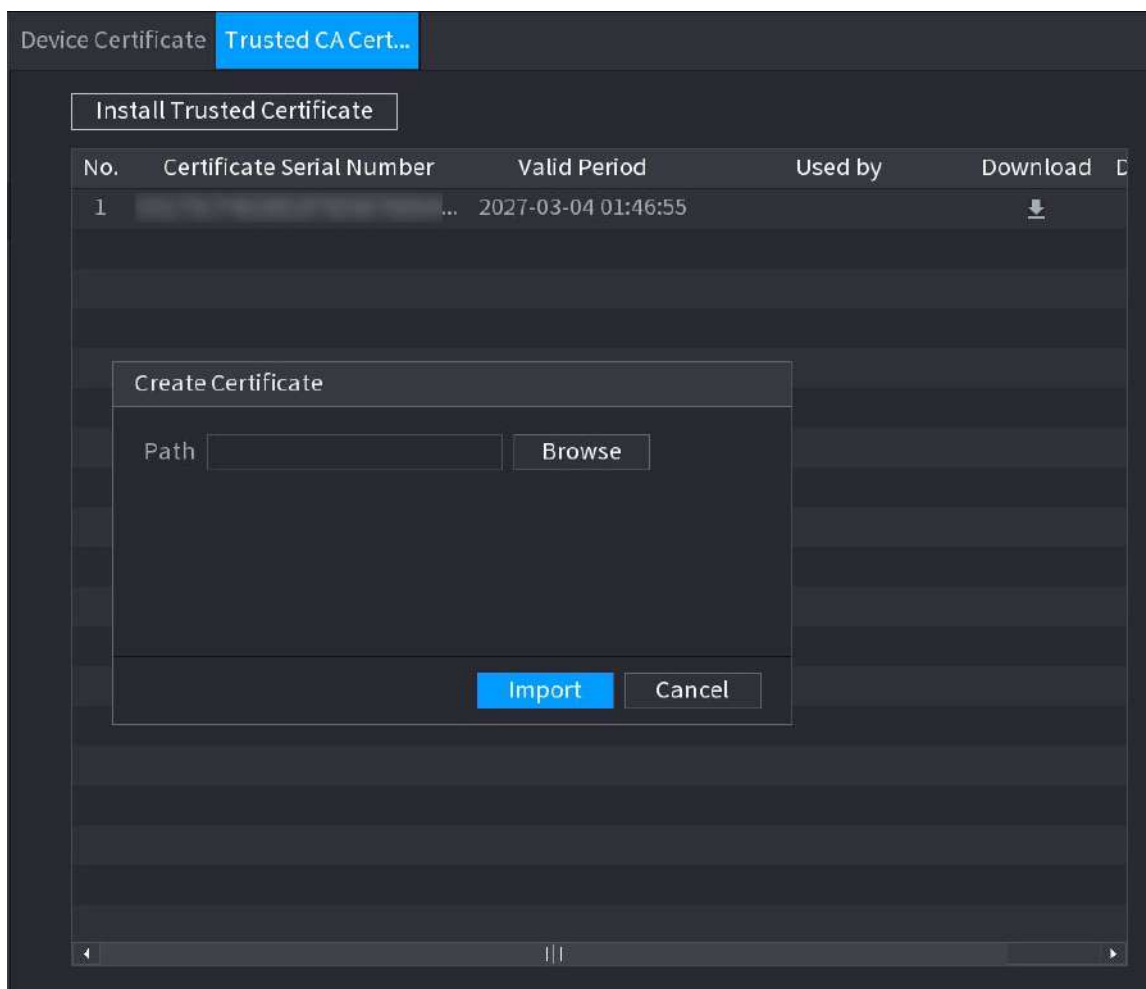 Device Certificate Trusted CA Cert...
Install Trusted Certificate
No. Certificate Serial Number Valid Period Used by Download D
1 ... 2027-03-04 01:46:55
Create Certificate
Path Browse
Import Cancel